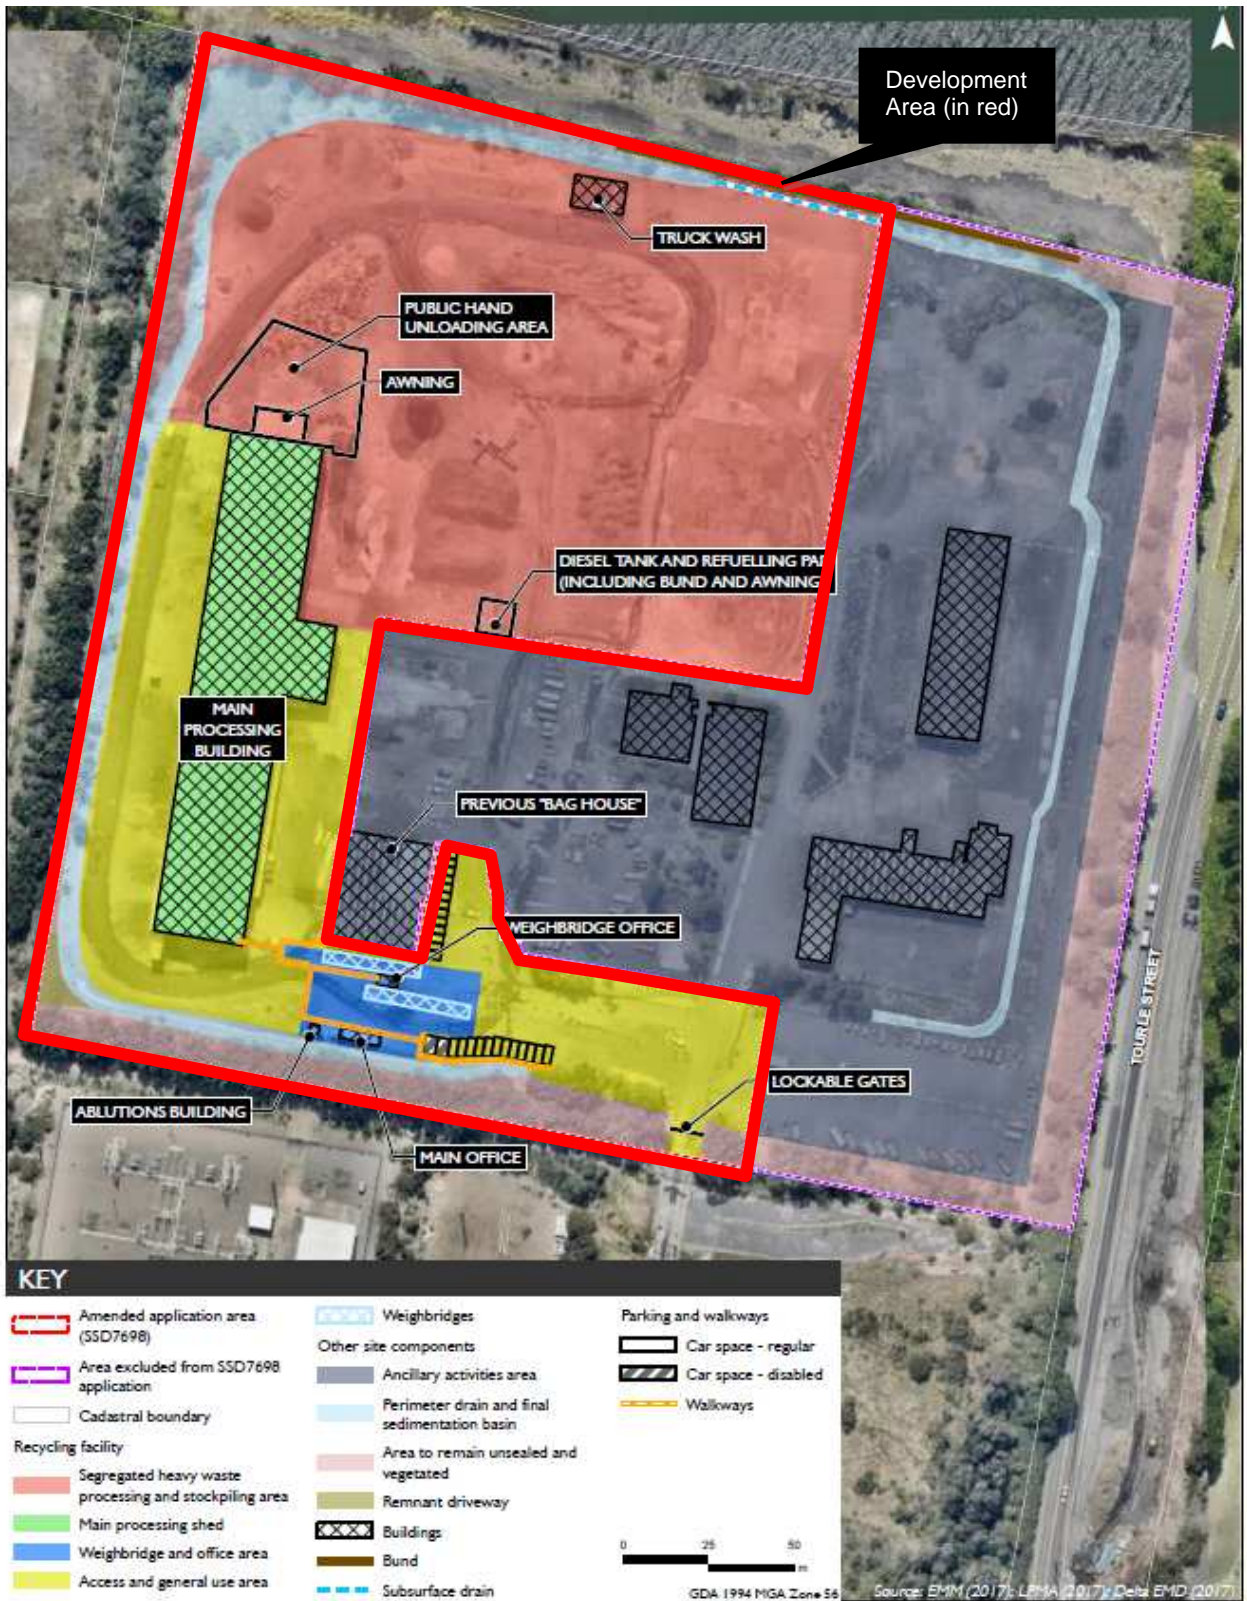 Development
Area (in red)
TRUCK WASH
PUBLIC HAND
UNLOADING AREA
AWNING
DIESEL TANK AND REFUELLING PA
(INCLUDING BUND AND AWNING
MAIN
PROCESSING
BUILDING
PREVIOUS "BAG HOUSE"
WEIGHBRIDGE OFFICE
TOURLE STREET
LOCKABLE GATES
ABLUTIONS BUILDING
MAIN OFFICE
KEY
Amended application area
(SSD7698)
Area excluded from SSD7698
application
Cadastral boundary
Recycling facility
Segregated heavy waste
processing and stockpiling area
Main processing shed
Weighbridge and office area
Access and general use area
Weighbridges
Other site components
Ancillary activities area
Perimeter drain and final
sedimentation basin
Area to remain unsealed and
vegetated
Remnant driveway
Buildings
Bund
Subsurface drain
Parking and walkways
Car space - regular
Car space - disabled
Walkways
0 25 50
m
GDA 1994 MGA Zone 56
Source: EMM (2017); LPMA (2017); Delta EMD (2017)